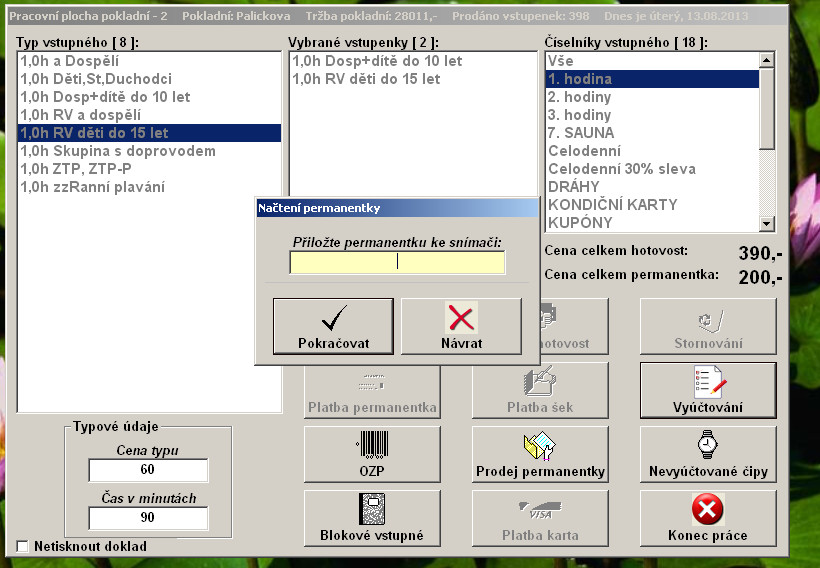 Pracovní plocha pokladní - 2 Pokladní: Palickova Tržba pokladní: 28011,- Prodáno vstupenek: 398 Dnes je úterý, 13.08.2013
Typ vstupného [ 8 ]:
1,0h a Dospělí
1,0h Děti,St,Duchodci
1,0h Dosp+dítě do 10 let
1,0h RV a dospělí
1,0h RV děti do 15 let
1,0h Skupina s doprovodem
1,0h ZTP, ZTP-P
1,0h zzRanní plavání
Vybrané vstupenky [ 2 ]:
1,0h Dosp+dítě do 10 let
1,0h RV děti do 15 let
Číselníky vstupného [ 18 ]:
Vše
1. hodina
2. hodiny
3. hodiny
7. SAUNA
Celodenní
Celodenní 30% sleva
DRÁHY
KONDIČNÍ KARTY
KUPÓNY
Cena celkem hotovost: 390,-
Cena celkem permanentka: 200,-
Načtení permanentky
Přiložte permanentku ke snímači:
Pokračovat
Návrat
hotovost
Stornování
Platba permanentka
Platba šek
Vyúčtování
OZP
Prodej permanentky
Nevyúčtované čipy
Blokové vstupné
VISA
Platba karta
Konec práce
Typové údaje
Cena typu
60
Čas v minutách
90
Netisknout doklad